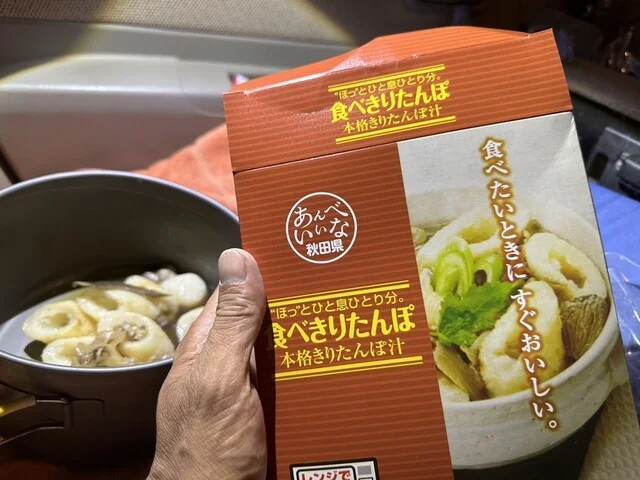 “ほっ”とひと息ひとり分。
食べきりたんぽ
本格きりたんぽ汁
あんべ
いいな
秋田県
“ほっ”とひと息ひとり分。
食べきりたんぽ
本格きりたんぽ汁
食べたいときに すぐおいしい。
レンジで